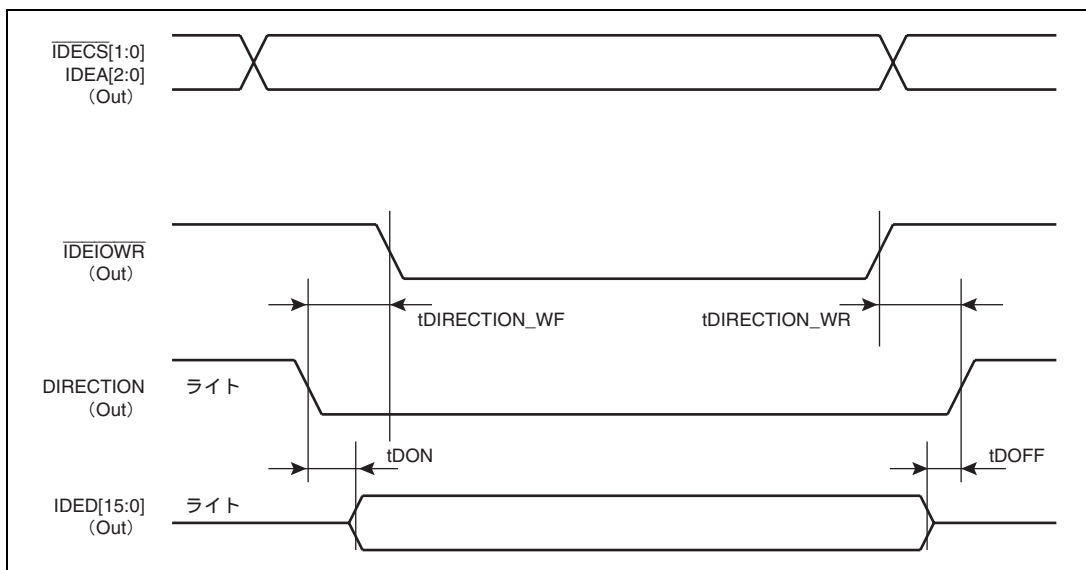 IDECS[1:0]
IDEA[2:0]
（Out）
IDEIOWR
（Out）
tDIRECTION_WF
tDIRECTION_WR
DIRECTION
（Out）
ライト
tDON
tDOFF
IDED[15:0]
（Out）
ライト